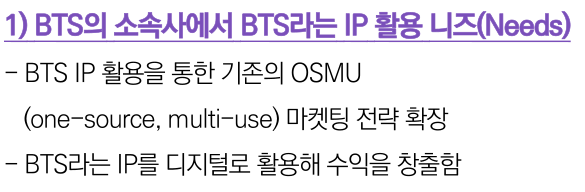 1) BTS의 소속사에서 BTS라는 IP 활용 니즈(Needs)
- BTS IP 활용을 통한 기존의 OSMU
(one-source, multi-use) 마켓팅 전략 확장
- BTS라는 IP를 디지털로 활용해 수익을 창출함